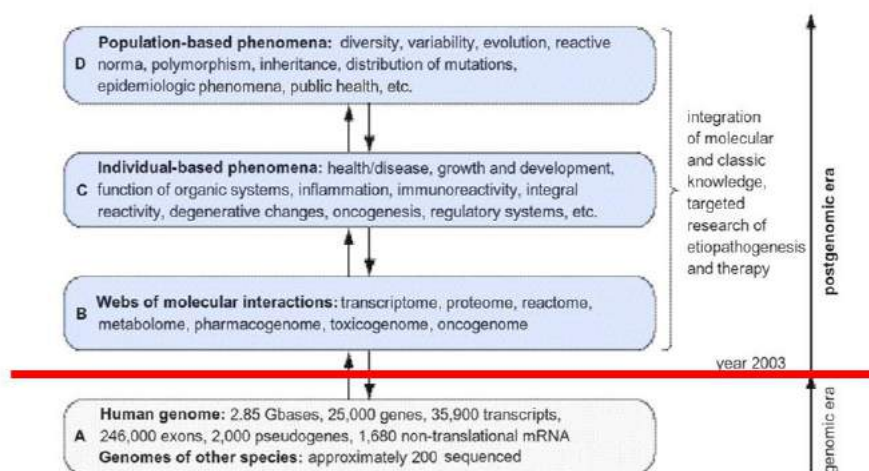 Population-based phenomena: diversity, variability, evolution, reactive
D norma, polymorphism, inheritance, distribution of mutations,
epidemiologic phenomena, public health, etc.
Individual-based phenomena: health/disease, growth and development,
C function of organic systems, inflammation, immunoreactivity, integral
reactivity, degenerative changes, oncogenesis, regulatory systems, etc.
Webs of molecular interactions: transcriptome, proteome, reactome,
B
metabolome, pharmacogenome, toxicogenome, oncogenome
integration
of molecular
and classic
knowledge,
targeted
research of
etiopathogenesis
and therapy
postgenomic era
year 2003
Human genome: 2.85 Gbases, 25,000 genes, 35,900 transcripts,
A 246,000 exons, 2,000 pseudogenes, 1,680 non-translational mRNA
Genomes of other species: approximately 200 sequenced
genomic era